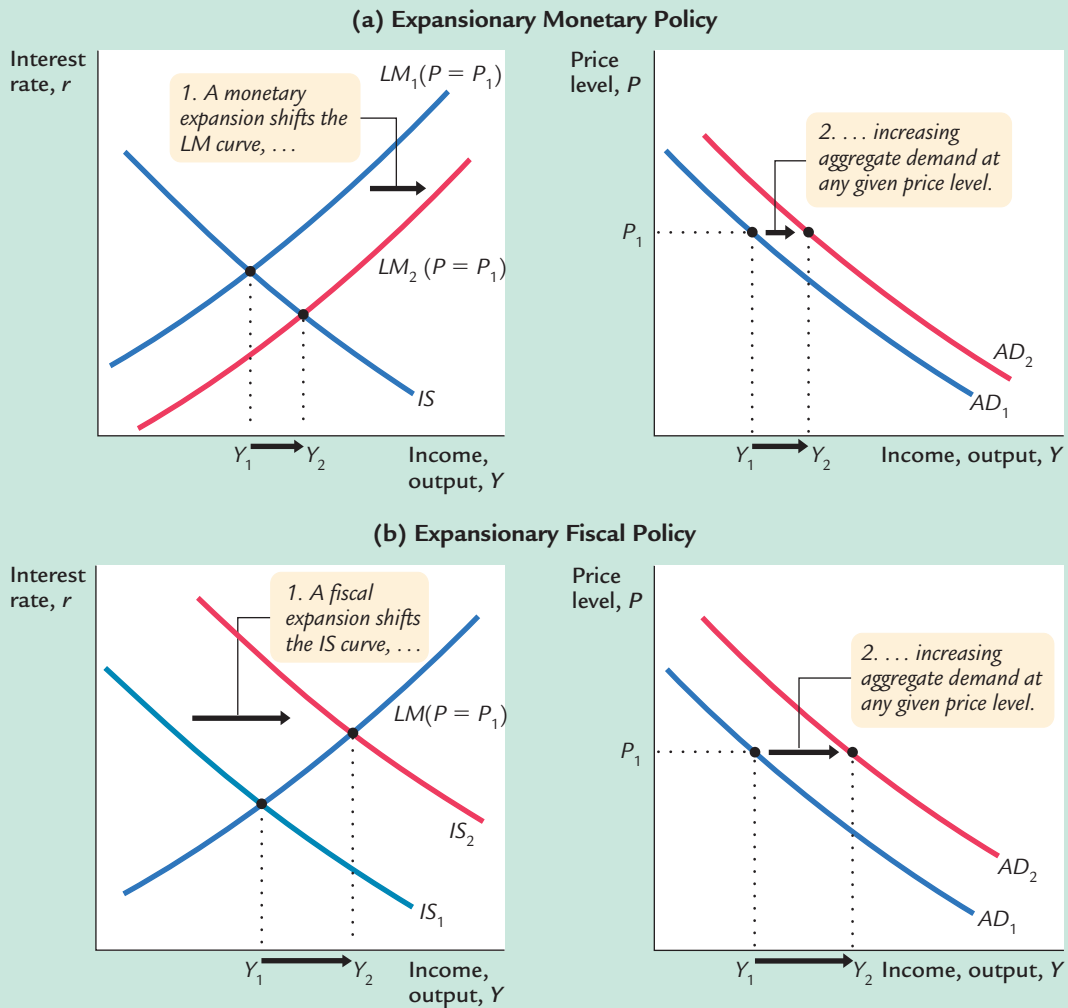 (a) Expansionary Monetary Policy
Interest
rate, r
LM₁(P = P₁)
1. A monetary
expansion shifts the
LM curve, . . .
LM₂ (P = P₁)
IS
Y₁
Y₂
Income,
output, Y
Price
level, P
2. . . . increasing
aggregate demand at
any given price level.
P₁
AD₂
AD₁
Y₁
Y₂
Income, output, Y
(b) Expansionary Fiscal Policy
Interest
rate, r
1. A fiscal
expansion shifts
the IS curve, . . .
LM(P = P₁)
IS₂
IS₁
Y₁
Y₂
Income,
output, Y
Price
level, P
2. . . . increasing
aggregate demand at
any given price level.
P₁
AD₂
AD₁
Y₁
Y₂
Income, output, Y